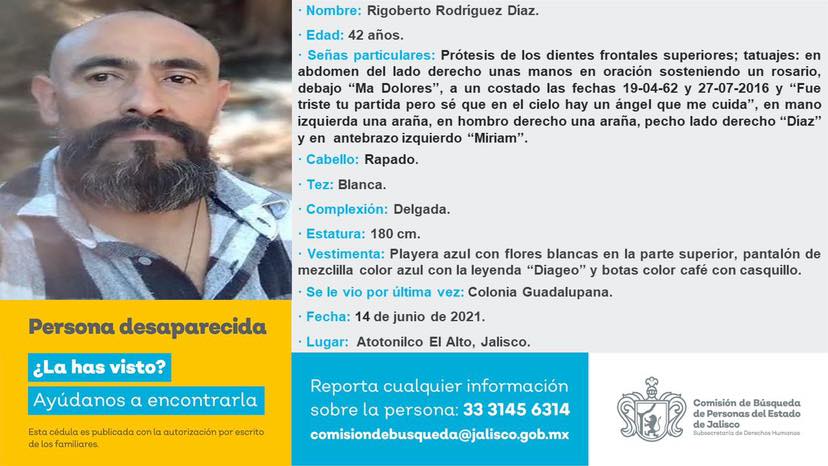 · Nombre: Rigoberto Rodríguez Díaz.
· Edad: 42 años.
· Señas particulares: Prótesis de los dientes frontales superiores; tatuajes: en
abdomen del lado derecho unas manos en oración sosteniendo un rosario,
debajo “Ma Dolores”, a un costado las fechas 19-04-62 y 27-07-2016 y “Fue
triste tu partida pero sé que en el cielo hay un ángel que me cuida”, en mano
izquierda una araña, en hombro derecho una araña, pecho lado derecho “Díaz”
y en antebrazo izquierdo “Miriam”.
· Cabello: Rapado.
· Tez: Blanca.
· Complexión: Delgada.
· Estatura: 180 cm.
· Vestimenta: Playera azul con flores blancas en la parte superior, pantalón de
mezclilla color azul con la leyenda “Diageo” y botas color café con casquillo.
· Se le vio por última vez: Colonia Guadalupana.
· Fecha: 14 de junio de 2021.
· Lugar: Atotonilco El Alto, Jalisco.
Persona desaparecida
¿La has visto?
Ayúdanos a encontrarla
Esta cédula es publicada con la autorización por escrito
de los familiares.
Reporta cualquier información
sobre la persona: 33 3145 6314
comisiondebusqueda@jalisco.gob.mx
Comisión de Búsqueda
de Personas del Estado
de Jalisco
Subsecretaría de Derechos Humanos